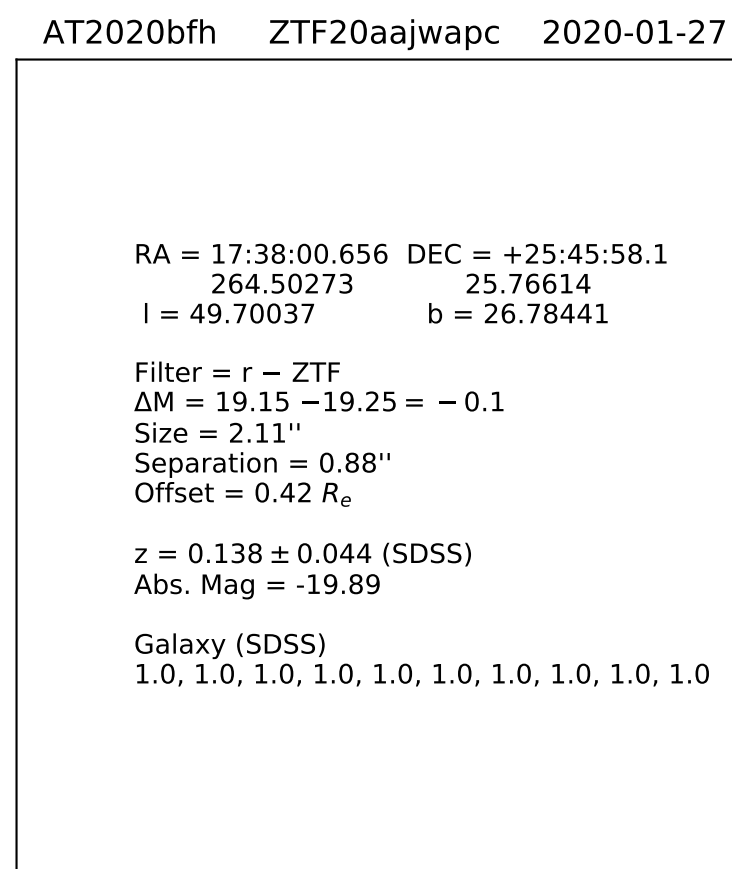 AT2020bfh ZTF20aajwapc 2020-01-27
RA = 17:38:00.656 DEC = +25:45:58.1
264.50273 25.76614
l = 49.70037 b = 26.78441
Filter = r − ZTF
ΔM = 19.15 −19.25 = − 0.1
Size = 2.11''
Separation = 0.88''
Offset = 0.42 Re
z = 0.138 ± 0.044 (SDSS)
Abs. Mag = -19.89
Galaxy (SDSS)
1.0, 1.0, 1.0, 1.0, 1.0, 1.0, 1.0, 1.0, 1.0, 1.0